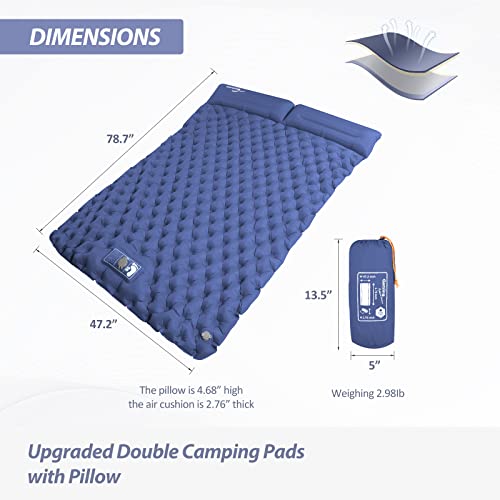 DIMENSIONS
78.7”
47.2”
13.5”
5”
The pillow is 4.68” high
the air cushion is 2.76” thick
Weighing 2.98lb
Upgraded Double Camping Pads
with Pillow